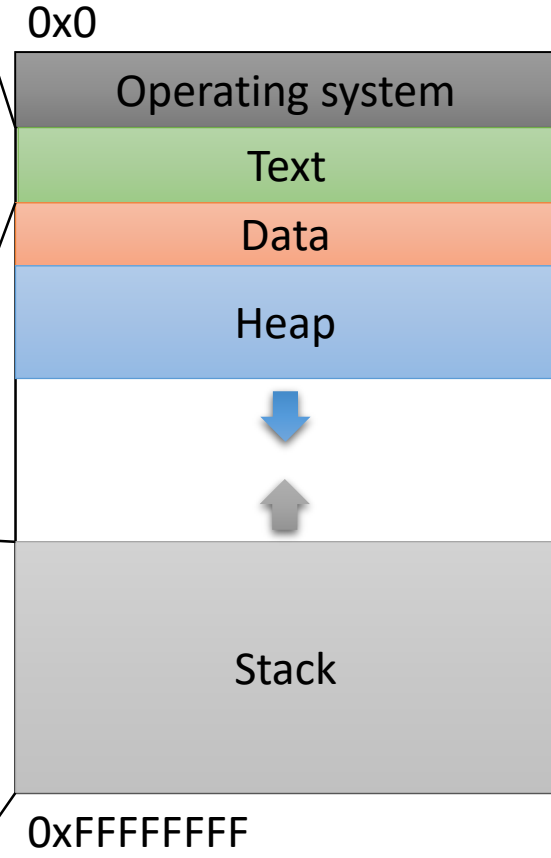 0x0
Operating system
Text
Data
Heap
Stack
0xFFFFFFFF